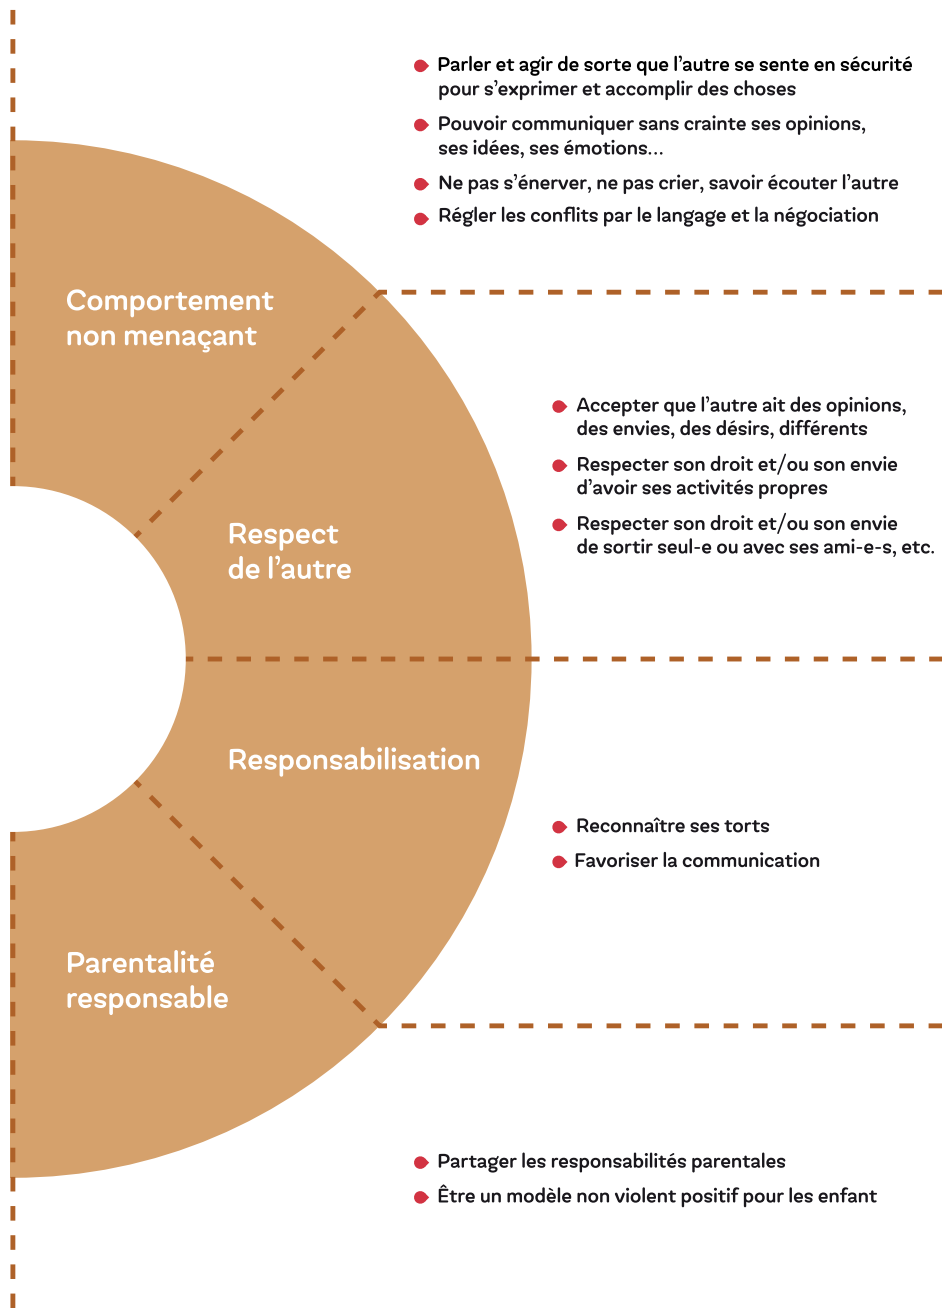 Parler et agir de sorte que l’autre se sente en sécurité
pour s’exprimer et accomplir des choses
Pouvoir communiquer sans crainte ses opinions,
ses idées, ses émotions...
Ne pas s’énerver, ne pas crier, savoir écouter l’autre
Régler les conflits par le langage et la négociation
Comportement
non menaçant
Accepter que l’autre ait des opinions,
des envies, des désirs, différents
Respecter son droit et/ou son envie
d’avoir ses activités propres
Respecter son droit et/ou son envie
de sortir seul-e ou avec ses ami-e-s, etc.
Respect
de l’autre
Responsabilisation
Reconnaître ses torts
Favoriser la communication
Parentalité
responsable
Partager les responsabilités parentales
Être un modèle non violent positif pour les enfant